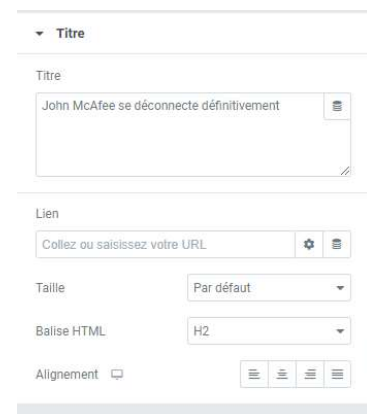 Titre
Titre
John McAfee se déconnecte définitivement
Lien
Collez ou saisissez votre URL
Taille
Par défaut
Balise HTML
H2
Alignement